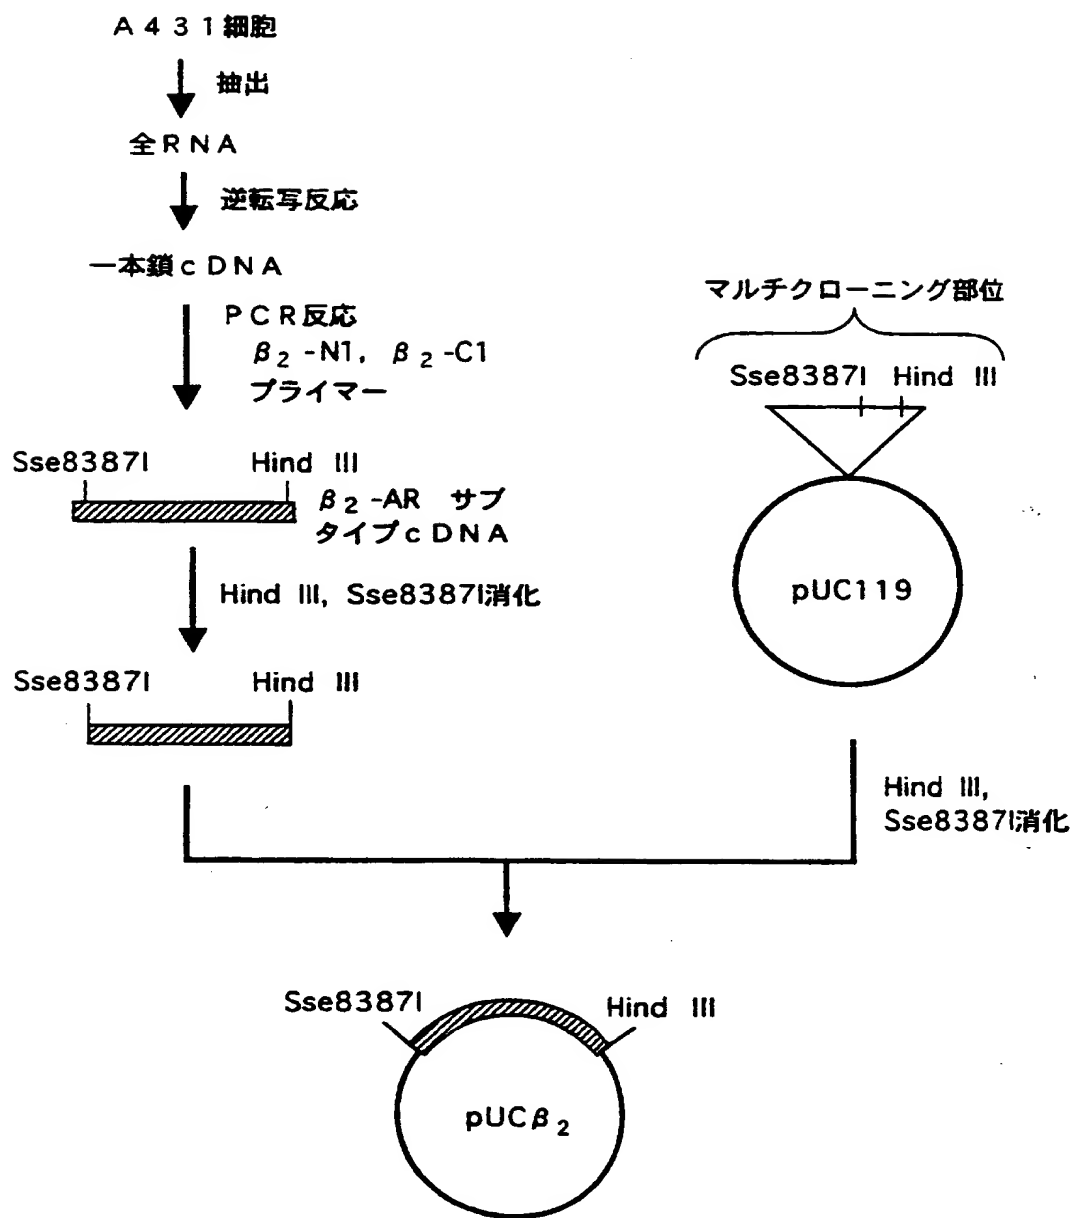 A431細胞
抽出
全RNA
逆転写反応
一本鎖cDNA
PCR反応
β₂-N1, β₂-C1
プライマー
Sse8387I Hind III
β₂-AR サブ
タイプcDNA
Hind III, Sse8387I消化
Sse8387I Hind III
マルチクローニング部位
Sse8387I Hind III
pUC119
Hind III,
Sse8387I消化
Sse8387I Hind III
pUCβ₂